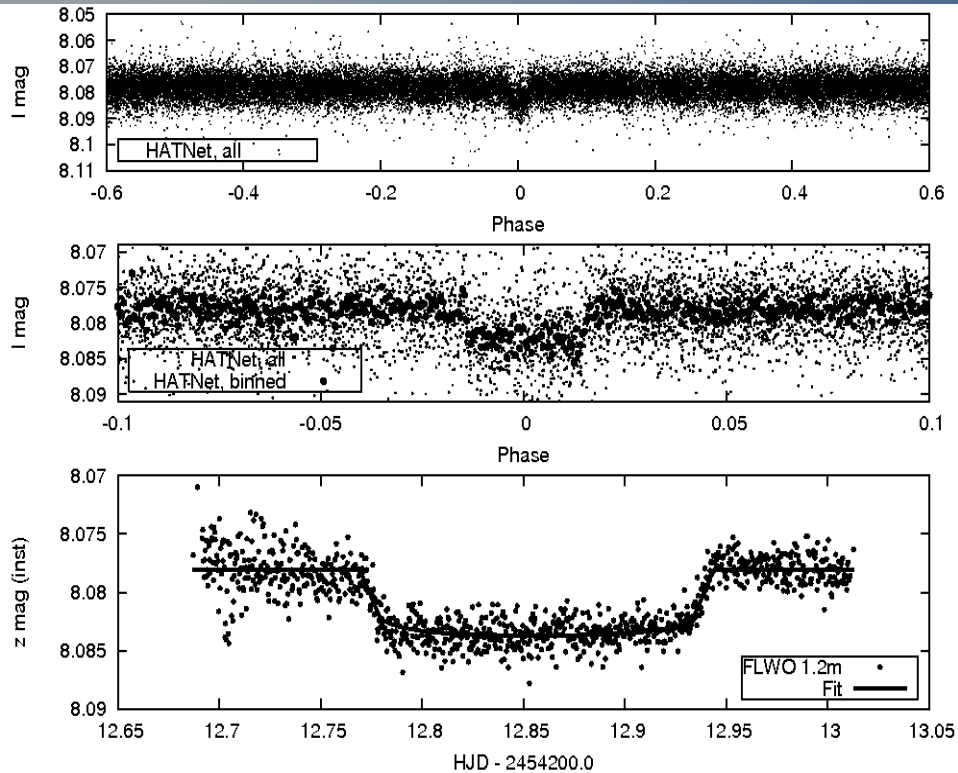 8.05
8.06
8.07
8.08
8.09
8.1
8.11
I mag
HATNet, all
-0.6 -0.4 -0.2 0 0.2 0.4 0.6
Phase
8.07
8.075
8.08
8.085
8.09
I mag
HATNet, all
HATNet, binned
-0.1 -0.05 0 0.05 0.1
Phase
8.07
8.075
8.08
8.085
8.09
z mag (inst)
FLWO 1.2m
Fit
12.65 12.7 12.75 12.8 12.85 12.9 12.95 13 13.05
HJD - 2454200.0